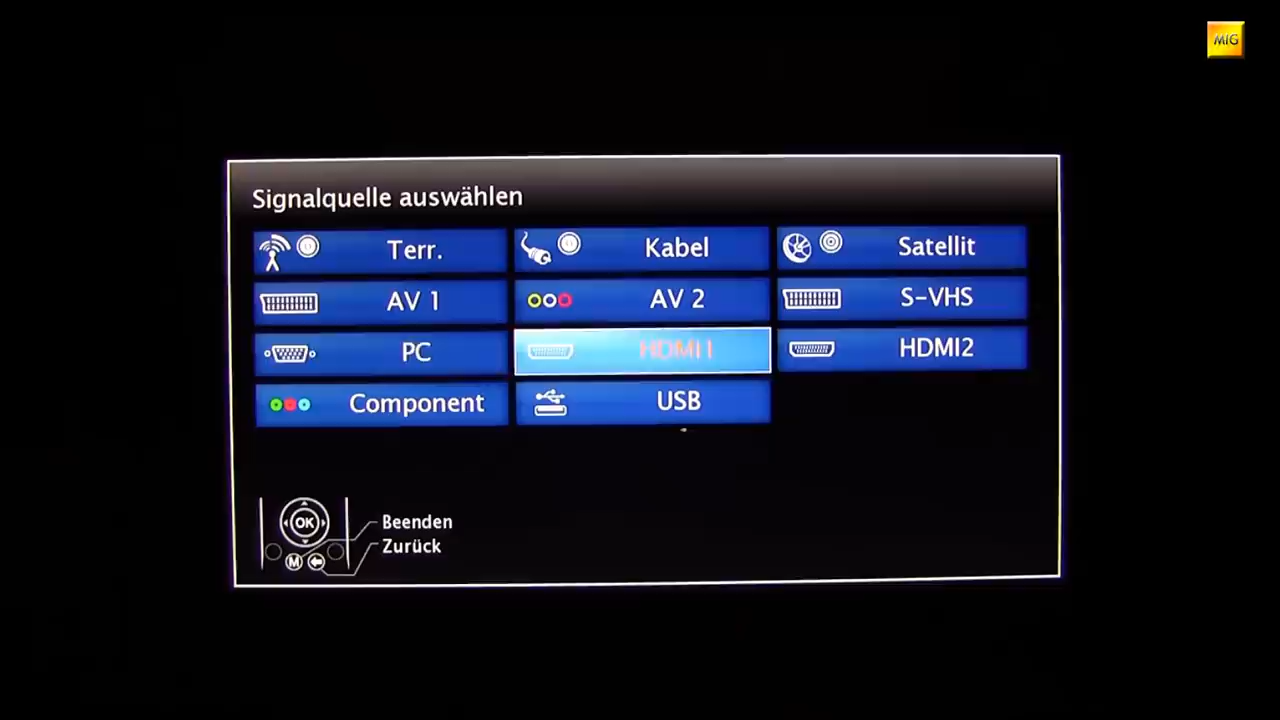 MIG
Signalquelle auswählen
Terr. Kabel Satellit
AV 1 AV 2 S-VHS
PC HDMI1 HDMI2
Component USB
OK
Beenden
M
Zurück